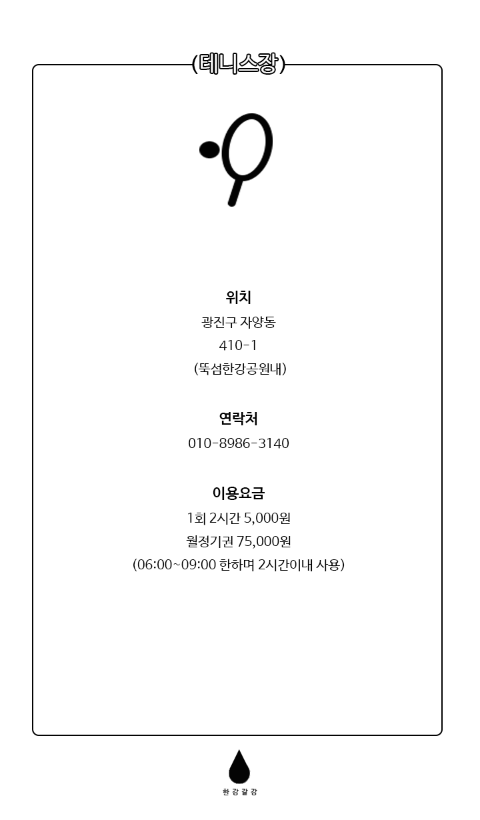 (테니스장)
위치
광진구 자양동
410-1
(뚝섬한강공원내)
연락처
010-8986-3140
이용요금
1회 2시간 5,000원
월정기권 75,000원
(06:00~09:00 한하며 2시간이내 사용)
한강갈강